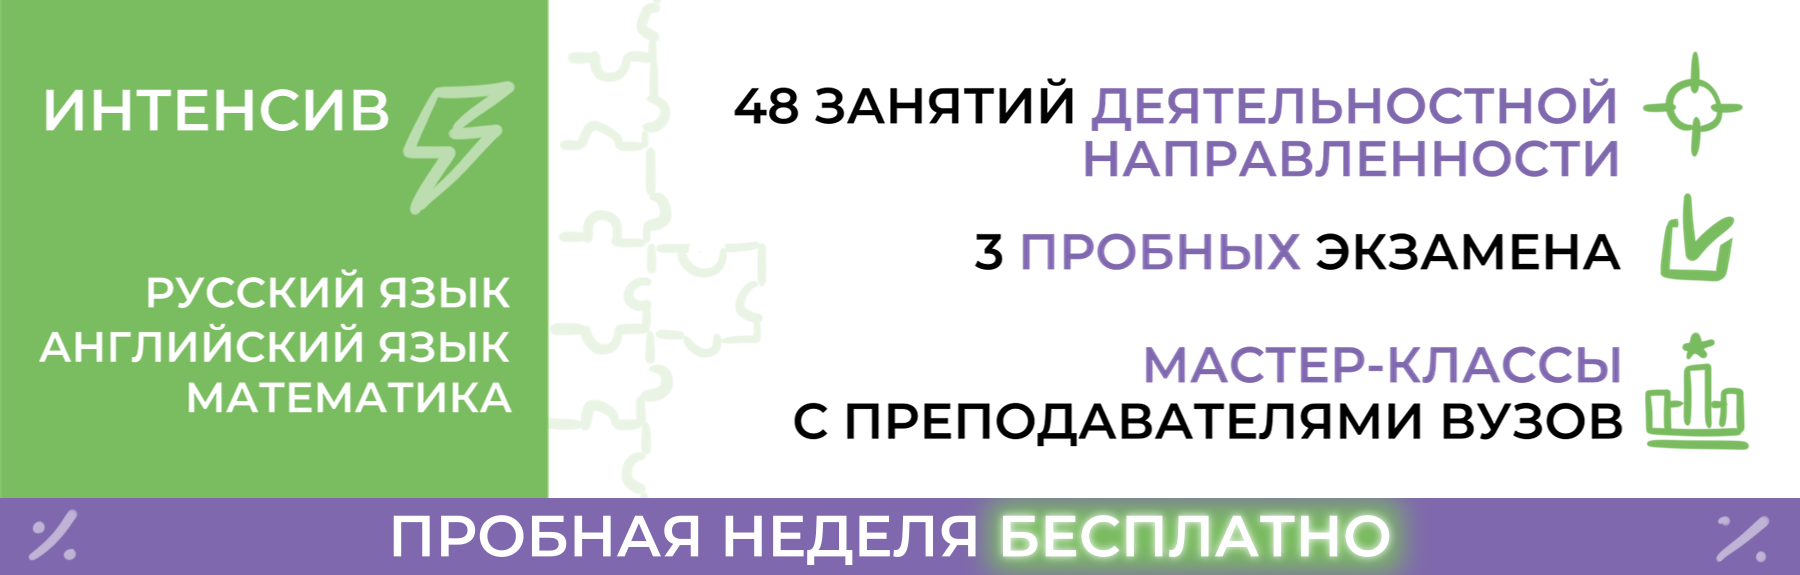 ИНТЕНСИВ
РУССКИЙ ЯЗЫК
АНГЛИЙСКИЙ ЯЗЫК
МАТЕМАТИКА
48 ЗАНЯТИЙ ДЕЯТЕЛЬНОСТНОЙ
НАПРАВЛЕННОСТИ
3 ПРОБНЫХ ЭКЗАМЕНА
МАСТЕР-КЛАССЫ
С ПРЕПОДАВАТЕЛЯМИ ВУЗОВ
ПРОБНАЯ НЕДЕЛЯ БЕСПЛАТНО